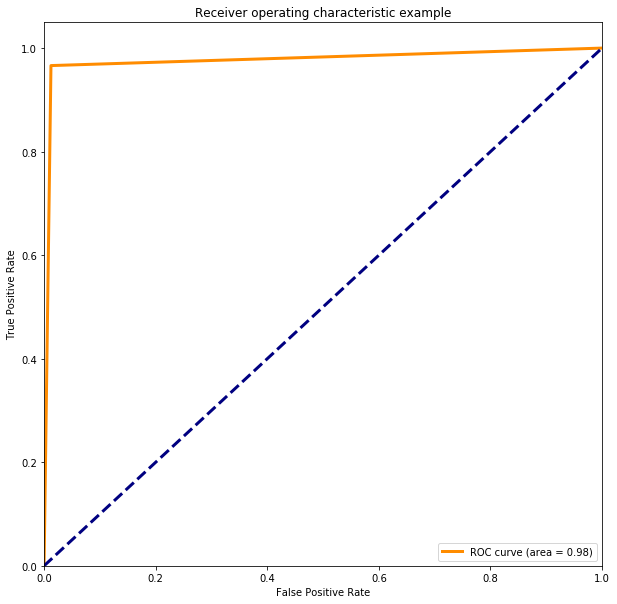 Receiver operating characteristic example
1.0
0.8
0.6
0.4
0.2
0.0
True Positive Rate
ROC curve (area = 0.98)
0.0 0.2 0.4 0.6 0.8 1.0
False Positive Rate